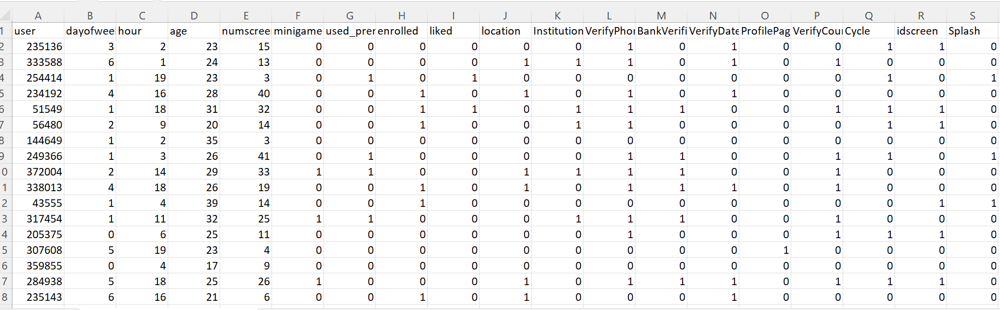 A B C D E F G H I J K L M N O P Q R S
1 user dayofwee hour age numscree minigame used_prer enrolled liked location Institution VerifyPho BankVerifi VerifyDate ProfilePag VerifyCou Cycle idscreen Splash
2 235136 3 2 23 15 0 0 0 0 0 0 1 0 1 0 0 1 1 0
3 333588 6 1 24 13 0 0 0 0 1 1 1 0 1 0 1 0 0 0
4 254414 1 19 23 3 0 1 0 1 0 0 0 0 0 0 0 1 0 1
5 234192 4 16 28 40 0 0 1 0 1 0 1 0 1 0 0 0 0 0
6 51549 1 18 31 32 0 0 1 1 0 1 1 1 0 0 1 1 1 0
7 56480 2 9 20 14 0 0 1 0 0 1 1 0 0 0 0 1 1 0
8 144649 1 2 35 3 0 0 0 0 0 0 0 0 0 0 0 0 0 0
9 249366 1 3 26 41 0 1 0 0 0 0 1 1 0 0 1 1 0 1
0 372004 2 14 29 33 1 1 0 0 1 1 1 1 0 0 1 0 0 0
1 338013 4 18 26 19 0 0 1 0 1 0 1 1 1 0 1 0 0 0
2 43555 1 4 39 14 0 0 1 0 0 0 0 0 0 0 0 0 1 1
3 317454 1 11 32 25 1 1 0 0 0 1 1 1 0 0 1 0 0 0
4 205375 0 6 25 11 0 0 0 0 0 0 1 0 0 0 1 1 1 0
5 307608 5 19 23 4 0 0 0 0 0 0 0 0 0 1 0 0 0 0
6 359855 0 4 17 9 0 0 0 0 0 0 0 0 0 0 0 0 0 0
7 284938 5 18 25 26 1 0 0 0 1 0 1 1 1 0 1 1 1 0
8 235143 6 16 21 6 0 0 1 0 1 0 0 0 1 0 0 0 0 0